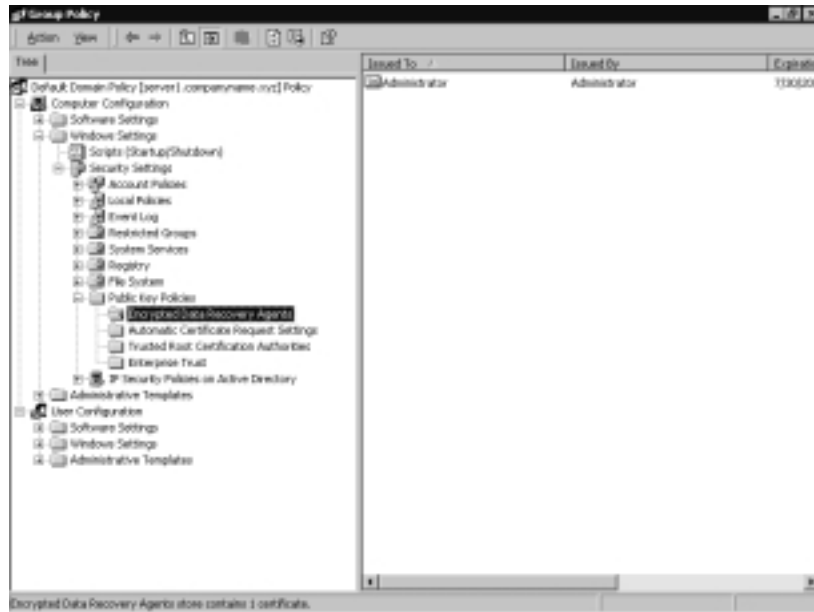 Group Policy
Action View
Tree
Issued To
Issued By
Default Domain Policy [server1.companyname.xyz] Policy
Administrator
Administrator
Computer Configuration
Software Settings
Windows Settings
Scripts (Startup/Shutdown)
Security Settings
Account Policies
Local Policies
Event Log
Restricted Groups
System Services
Registry
File System
Public Key Policies
Encrypted Data Recovery Agents
Automatic Certificate Request Settings
Trusted Root Certification Authorities
Enterprise Trust
IP Security Policies on Active Directory
Administrative Templates
User Configuration
Software Settings
Windows Settings
Administrative Templates
Encrypted Data Recovery Agents store contains 1 certificate.